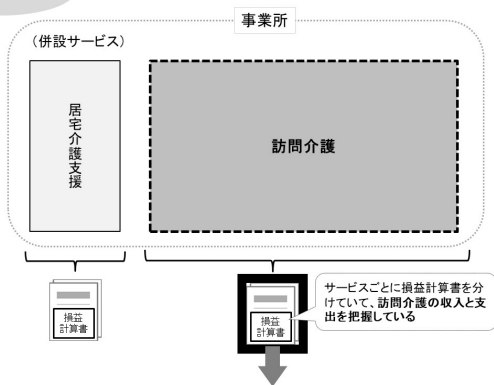 事業所
（併設サービス）
居宅介護支援
訪問介護
損益
計算書
損益
計算書
サービスごとに損益計算書を分
けていて、訪問介護の収入と支
出を把握している